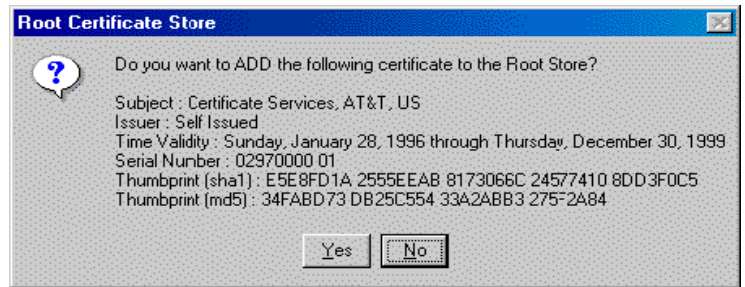 Root Certificate Store
Do you want to ADD the following certificate to the Root Store?
Subject : Certificate Services, AT&T, US
Issuer : Self Issued
Time Validity : Sunday, January 28, 1996 through Thursday, December 30, 1999
Serial Number : 02970000 01
Thumbprint (sha1) : E5E8FD1A 2555EEAB 8173066C 24577410 8DD3F0C5
Thumbprint (md5) : 34FABD73 DB25C554 33A2ABB3 275F2A84
Yes No